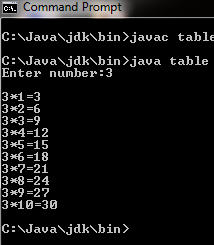 Command Prompt
C:\Java\jdk\bin>javac table
C:\Java\jdk\bin>java table
Enter number:3
3*1=3
3*2=6
3*3=9
3*4=12
3*5=15
3*6=18
3*7=21
3*8=24
3*9=27
3*10=30
C:\Java\jdk\bin>